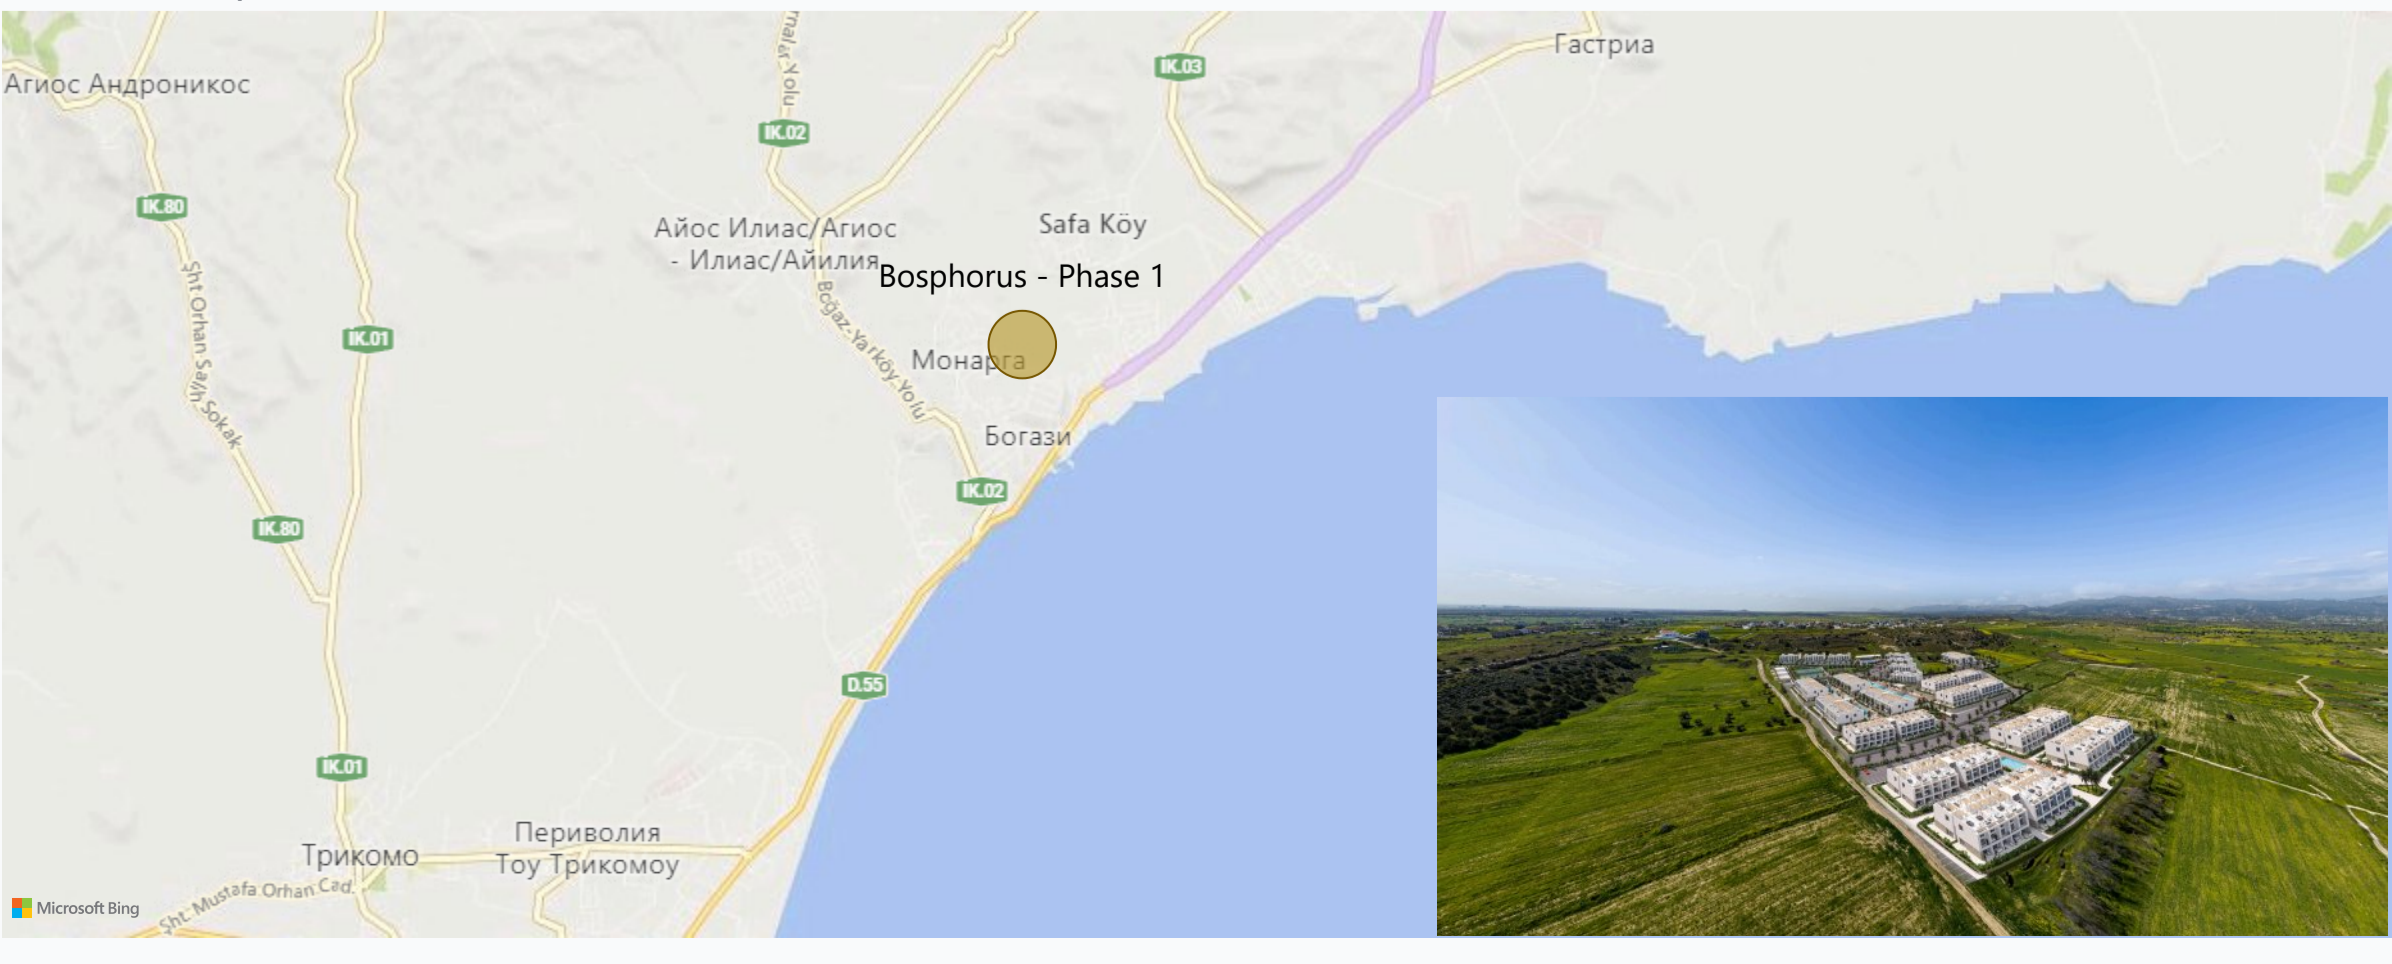 Гастриа
Агиос Андроникос
IK.03
Yolu
IK.02
IK.80
Айос Илиас/Агиос
- Илиас/Айилия
Safa Köy
Bosphorus - Phase 1
Sht Orhan Salih Sokak
Boğaz-Yarköy Yolu
IK.01
Монарга
Богази
IK.02
IK.80
D.55
IK.01
Периволия
Тоу Трикомоу
Трикомо
Şht. Mustafa Orhan Cad.
Microsoft Bing